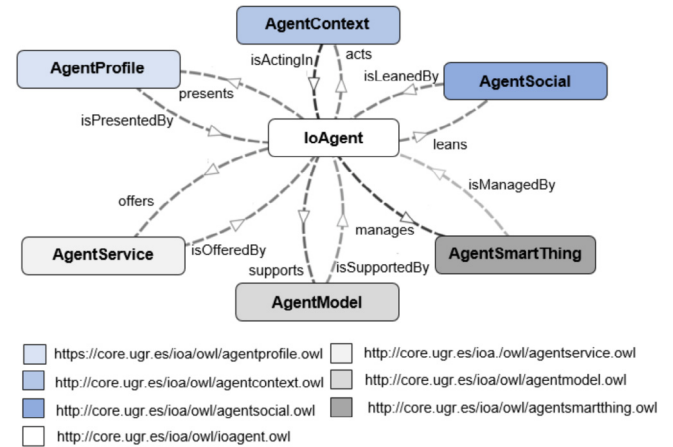 AgentContext
isActingIn
acts
AgentProfile
isLeanedBy
AgentSocial
presents
isPresentedBy
IoAgent
leans
isManagedBy
offers
manages
AgentService
isOfferedBy
AgentSmartThing
supports
isSupportedBy
AgentModel
https://core.ugr.es/ioa/owl/agentprofile.owl
http://core.ugr.es/ioa./owl/agentservice.owl
http://core.ugr.es/ioa/owl/agentcontext.owl
http://core.ugr.es/ioa/owl/agentmodel.owl
http://core.ugr.es/ioa/owl/agentsocial.owl
http://core.ugr.es/ioa/owl/agentsmartthing.owl
http://core.ugr.es/ioa/owl/ioagent.owl